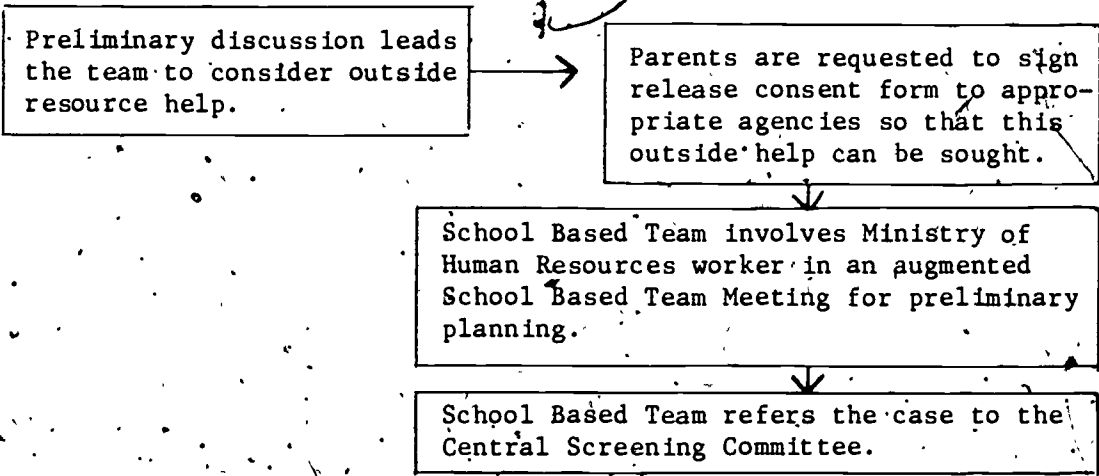 Preliminary discussion leads
the team to consider outside
resource help.
Parents are requested to sign
release consent form to appro-
priate agencies so that this
outside help can be sought.
School Based Team involves Ministry of
Human Resources worker in an augmented
School Based Team Meeting for preliminary
planning.
School Based Team refers the case to the
Central Screening Committee.